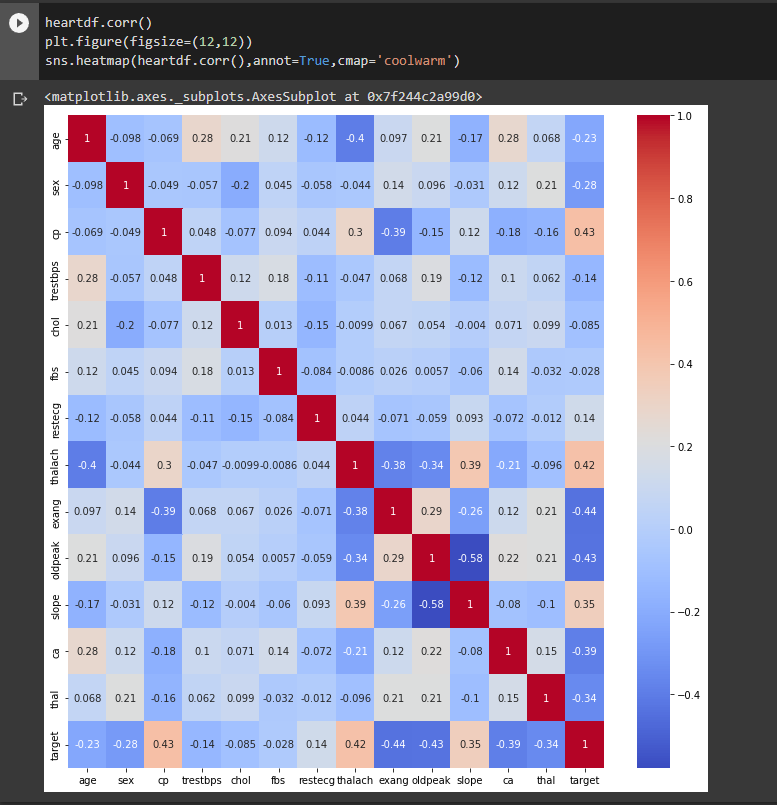 heartdf.corr()
plt.figure(figsize=(12,12))
sns.heatmap(heartdf.corr(),annot=True,cmap='coolwarm')
<matplotlib.axes._subplots.AxesSubplot at 0x7f244c2a99d0>
age 1 -0.098 -0.069 0.28 0.21 0.12 -0.12 -0.4 0.097 0.21 -0.17 0.28 0.068 -0.23
sex -0.098 1 -0.049 -0.057 -0.2 0.045 -0.058 -0.044 0.14 0.096 -0.031 0.12 0.21 -0.28
cp -0.069 -0.049 1 0.048 -0.077 0.094 0.044 0.3 -0.39 -0.15 0.12 -0.18 -0.16 0.43
trestbps 0.28 -0.057 0.048 1 0.12 0.18 -0.11 -0.047 0.068 0.19 -0.12 0.1 0.062 -0.14
chol 0.21 -0.2 -0.077 0.12 1 0.013 -0.15 -0.0099 0.067 0.054 -0.004 0.071 0.099 -0.085
fbs 0.12 0.045 0.094 0.18 0.013 1 -0.084 -0.0086 0.026 0.0057 -0.06 0.14 -0.032 -0.028
restecg -0.12 -0.058 0.044 -0.11 -0.15 -0.084 1 0.044 -0.071 -0.059 0.093 -0.072 -0.012 0.14
thalach -0.4 -0.044 0.3 -0.047 -0.0099 -0.0086 0.044 1 -0.38 -0.34 0.39 -0.21 -0.096 0.42
exang 0.097 0.14 -0.39 0.068 0.067 0.026 -0.071 -0.38 1 0.29 -0.26 0.12 0.21 -0.44
oldpeak 0.21 0.096 -0.15 0.19 0.054 0.0057 -0.059 -0.34 0.29 1 -0.58 0.22 0.21 -0.43
slope -0.17 -0.031 0.12 -0.12 -0.004 -0.06 0.093 0.39 -0.26 -0.58 1 -0.08 -0.1 0.35
ca 0.28 0.12 -0.18 0.1 0.071 0.14 -0.072 -0.21 0.12 0.22 -0.08 1 0.15 -0.39
thal 0.068 0.21 -0.16 0.062 0.099 -0.032 -0.012 -0.096 0.21 0.21 -0.1 0.15 1 -0.34
target -0.23 -0.28 0.43 -0.14 -0.085 -0.028 0.14 0.42 -0.44 -0.43 0.35 -0.39 -0.34 1
age sex cp trestbps chol fbs restecg thalach exang oldpeak slope ca thal target
1.0
0.8
0.6
0.4
0.2
0.0
−0.2
−0.4